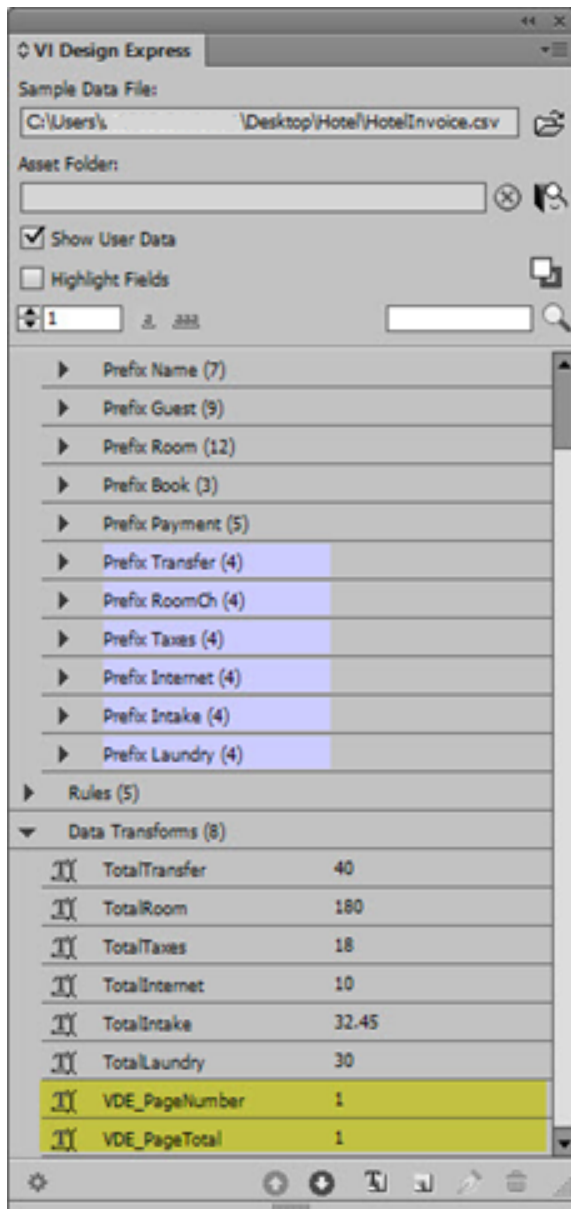 VI Design Express
Sample Data File:
C:\Users\. \Desktop\Hotel\HotelInvoice.csv
Asset Folder:
Show User Data
Highlight Fields
1 a aaa
Prefix Name (7)
Prefix Guest (9)
Prefix Room (12)
Prefix Book (3)
Prefix Payment (5)
Prefix Transfer (4)
Prefix RoomCh (4)
Prefix Taxes (4)
Prefix Internet (4)
Prefix Intake (4)
Prefix Laundry (4)
Rules (5)
Data Transforms (8)
TotalTransfer 40
TotalRoom 180
TotalTaxes 18
TotalInternet 10
TotalIntake 32.45
TotalLaundry 30
VDE_PageNumber 1
VDE_PageTotal 1